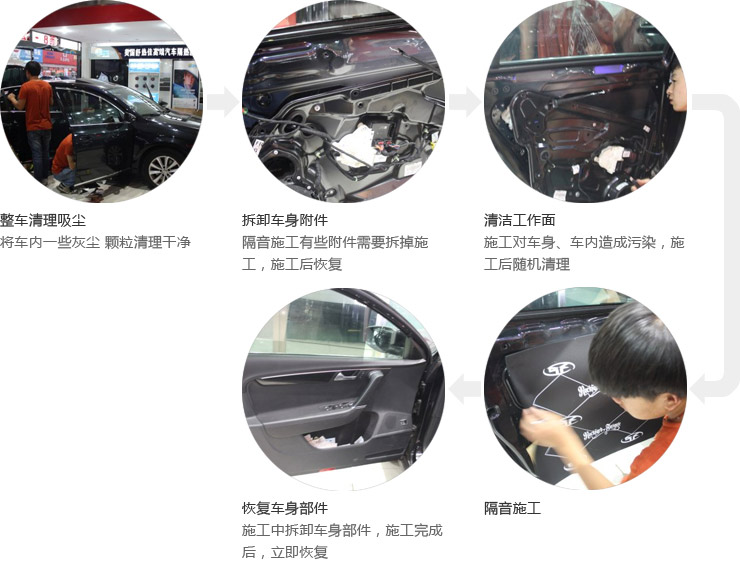 整车清理吸尘
将车内一些灰尘 颗粒清理干净
拆卸车身附件
隔音施工有些附件需要拆掉施
工，施工后恢复
清洁工作面
施工对车身、车内造成污染，施
工后随机清理
隔音施工
恢复车身部件
施工中拆卸车身部件，施工完成
后，立即恢复